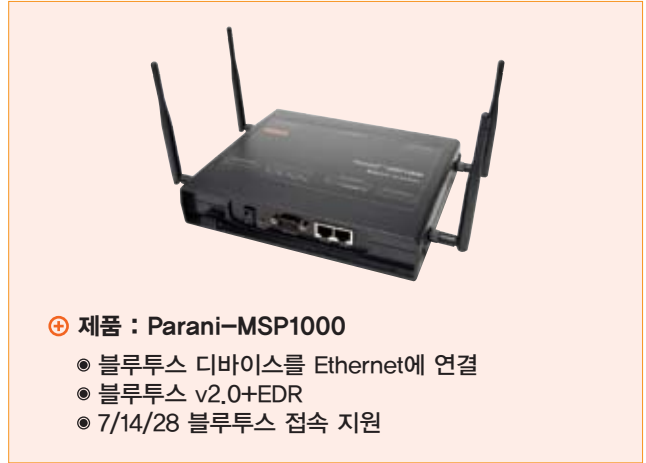 ⊕ 제품 : Parani-MSP1000
◉ 블루투스 디바이스를 Ethernet에 연결
◉ 블루투스 v2.0+EDR
◉ 7/14/28 블루투스 접속 지원